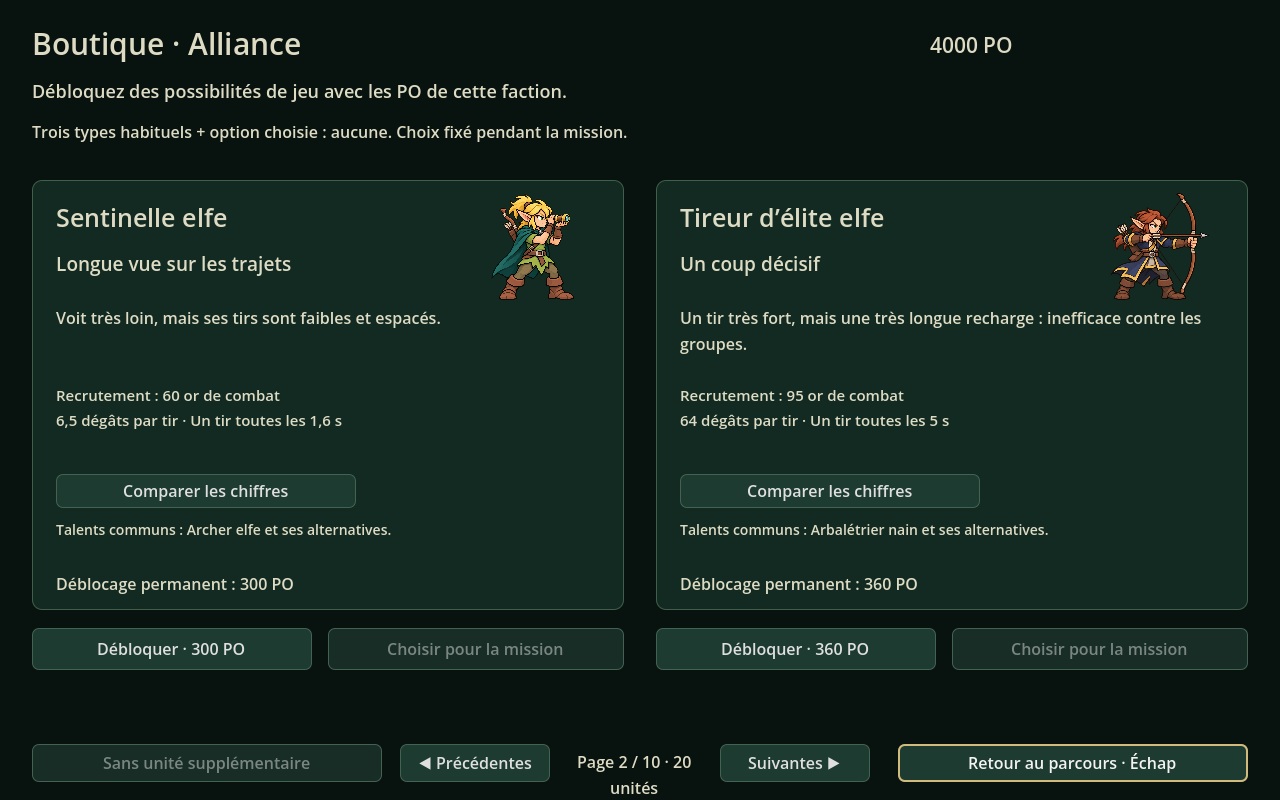 Boutique · Alliance
4000 PO
Débloquez des possibilités de jeu avec les PO de cette faction.
Trois types habituels + option choisie : aucune. Choix fixé pendant la mission.
Sentinelle elfe
Longue vue sur les trajets
Voit très loin, mais ses tirs sont faibles et espacés.
Recrutement : 60 or de combat
6,5 dégâts par tir · Un tir toutes les 1,6 s
Comparer les chiffres
Talents communs : Archer elfe et ses alternatives.
Déblocage permanent : 300 PO
Débloquer · 300 PO
Choisir pour la mission
Tireur d’élite elfe
Un coup décisif
Un tir très fort, mais une très longue recharge : inefficace contre les
groupes.
Recrutement : 95 or de combat
64 dégâts par tir · Un tir toutes les 5 s
Comparer les chiffres
Talents communs : Arbalétrier nain et ses alternatives.
Déblocage permanent : 360 PO
Débloquer · 360 PO
Choisir pour la mission
Sans unité supplémentaire
◀ Précédentes
Page 2 / 10 · 20
unités
Suivantes ▶
Retour au parcours · Échap